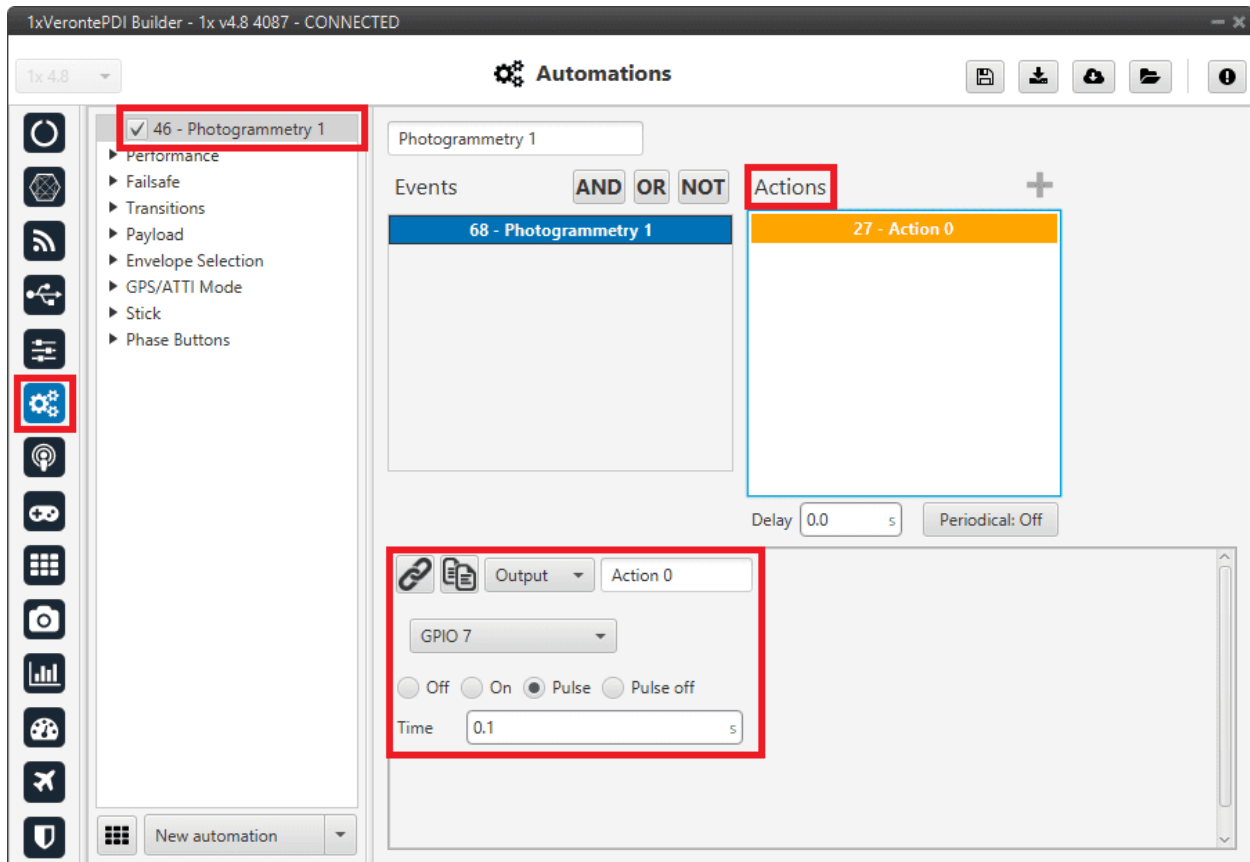 1xVerontePDI Builder - 1x v4.8 4087 - CONNECTED
1x 4.8
Automations
46 - Photogrammetry 1
Performance
Failsafe
Transitions
Payload
Envelope Selection
GPS/ATTI Mode
Stick
Phase Buttons
New automation
Photogrammetry 1
Events AND OR NOT
68 - Photogrammetry 1
Actions
27 - Action 0
Delay 0.0 s Periodical: Off
Output Action 0
GPIO 7
Off On Pulse Pulse off
Time 0.1 s